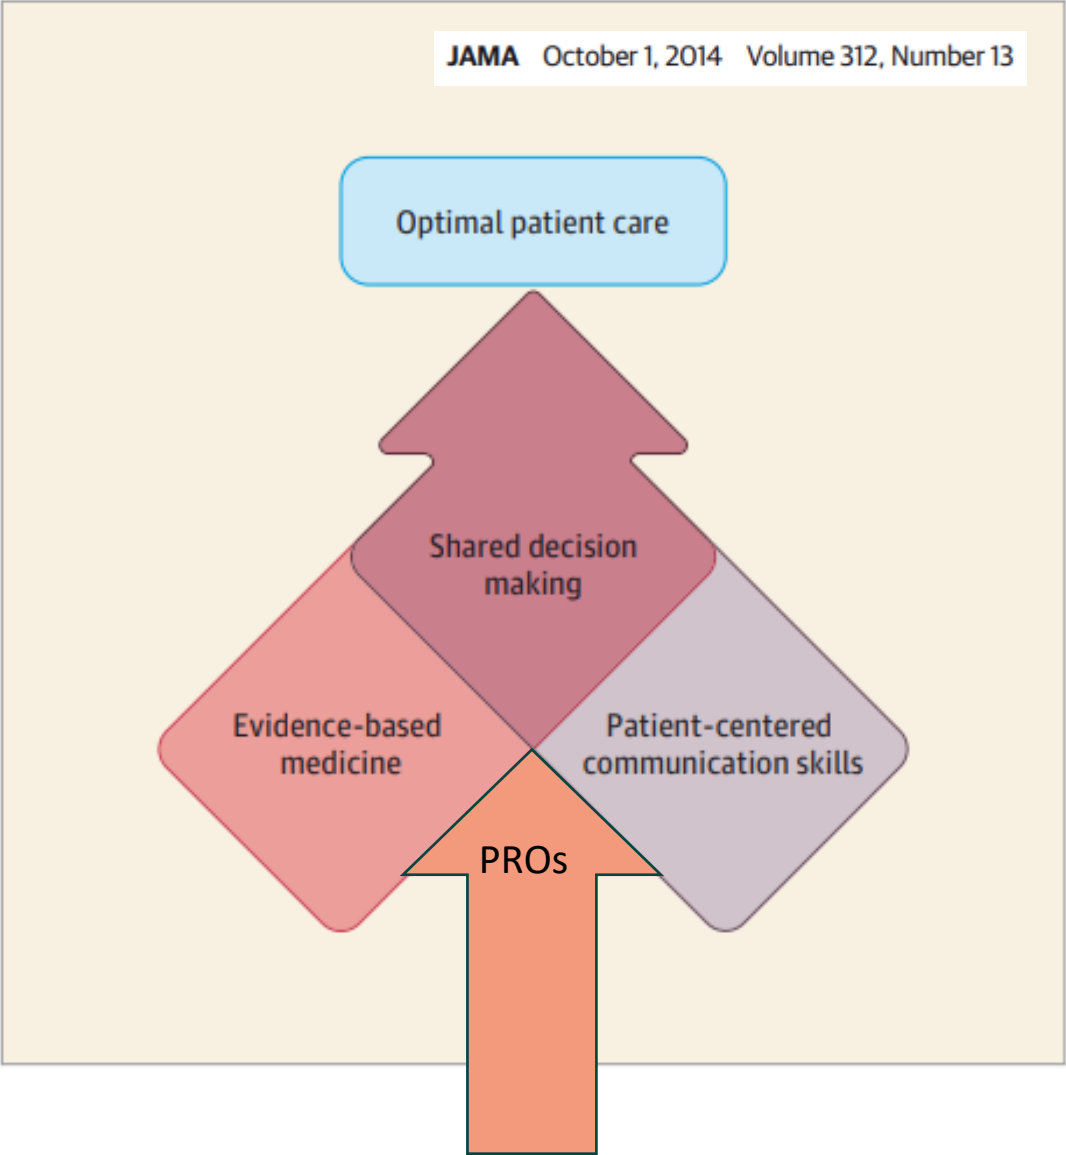 JAMA October 1, 2014 Volume 312, Number 13
Optimal patient care
Shared decision
making
Evidence-based
medicine
Patient-centered
communication skills
PROs